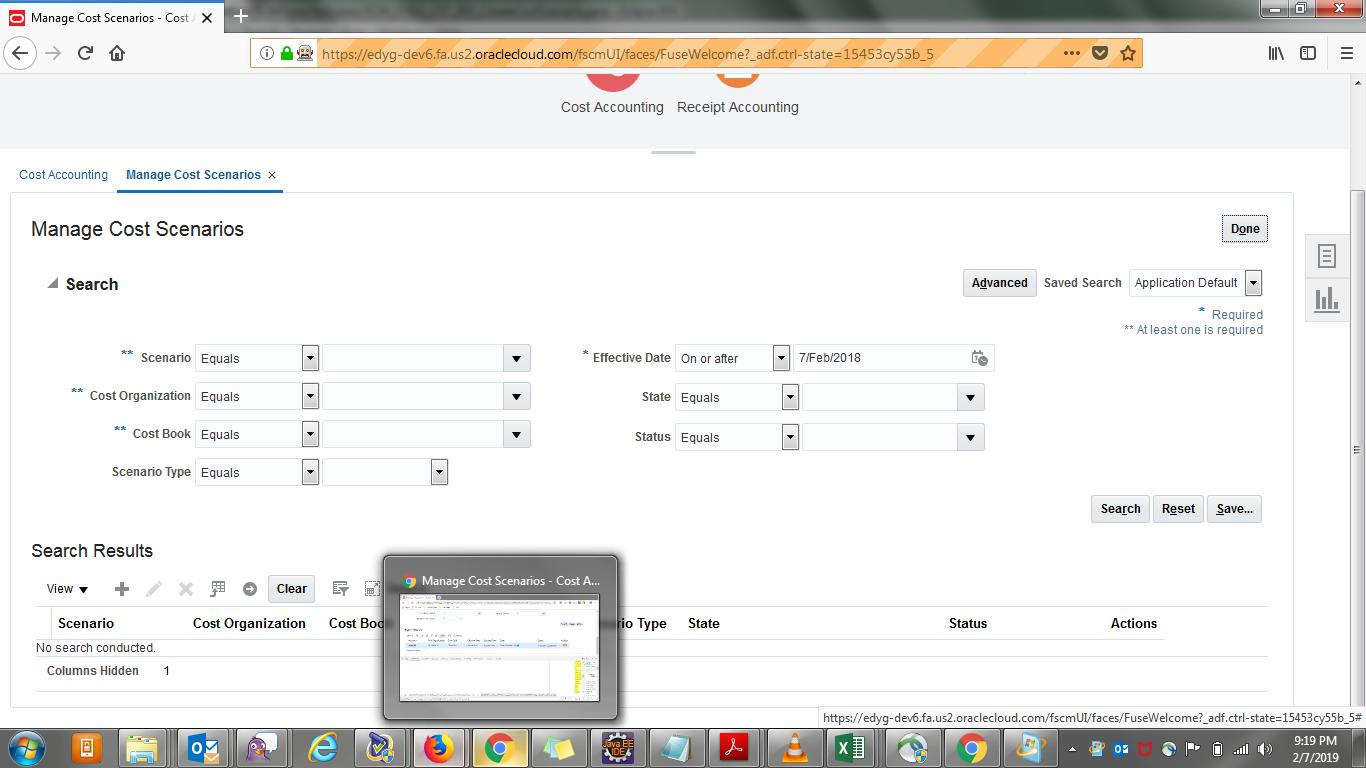 Manage Cost Scenarios - Cost A
https://edyg-dev6.fa.us2.oraclecloud.com/fscmUI/faces/FuseWelcome?_adf.ctrl-state=15453cy55b_5
Cost Accounting Receipt Accounting
Cost Accounting Manage Cost Scenarios
Manage Cost Scenarios Done
Search Advanced Saved Search Application Default
* Required
** At least one is required
** Scenario Equals * Effective Date On or after 7/Feb/2018
** Cost Organization Equals State Equals
** Cost Book Equals Status Equals
Scenario Type Equals
Search Reset Save...
Search Results
View Clear
Manage Cost Scenarios - Cost A...
Scenario Cost Organization Cost Boo Type State Status Actions
No search conducted.
Columns Hidden 1
https://edyg-dev6.fa.us2.oraclecloud.com/fscmUI/faces/FuseWelcome?_adf.ctrl-state=15453cy55b_5#
Java EE
IDE
9:19 PM
2/7/2019